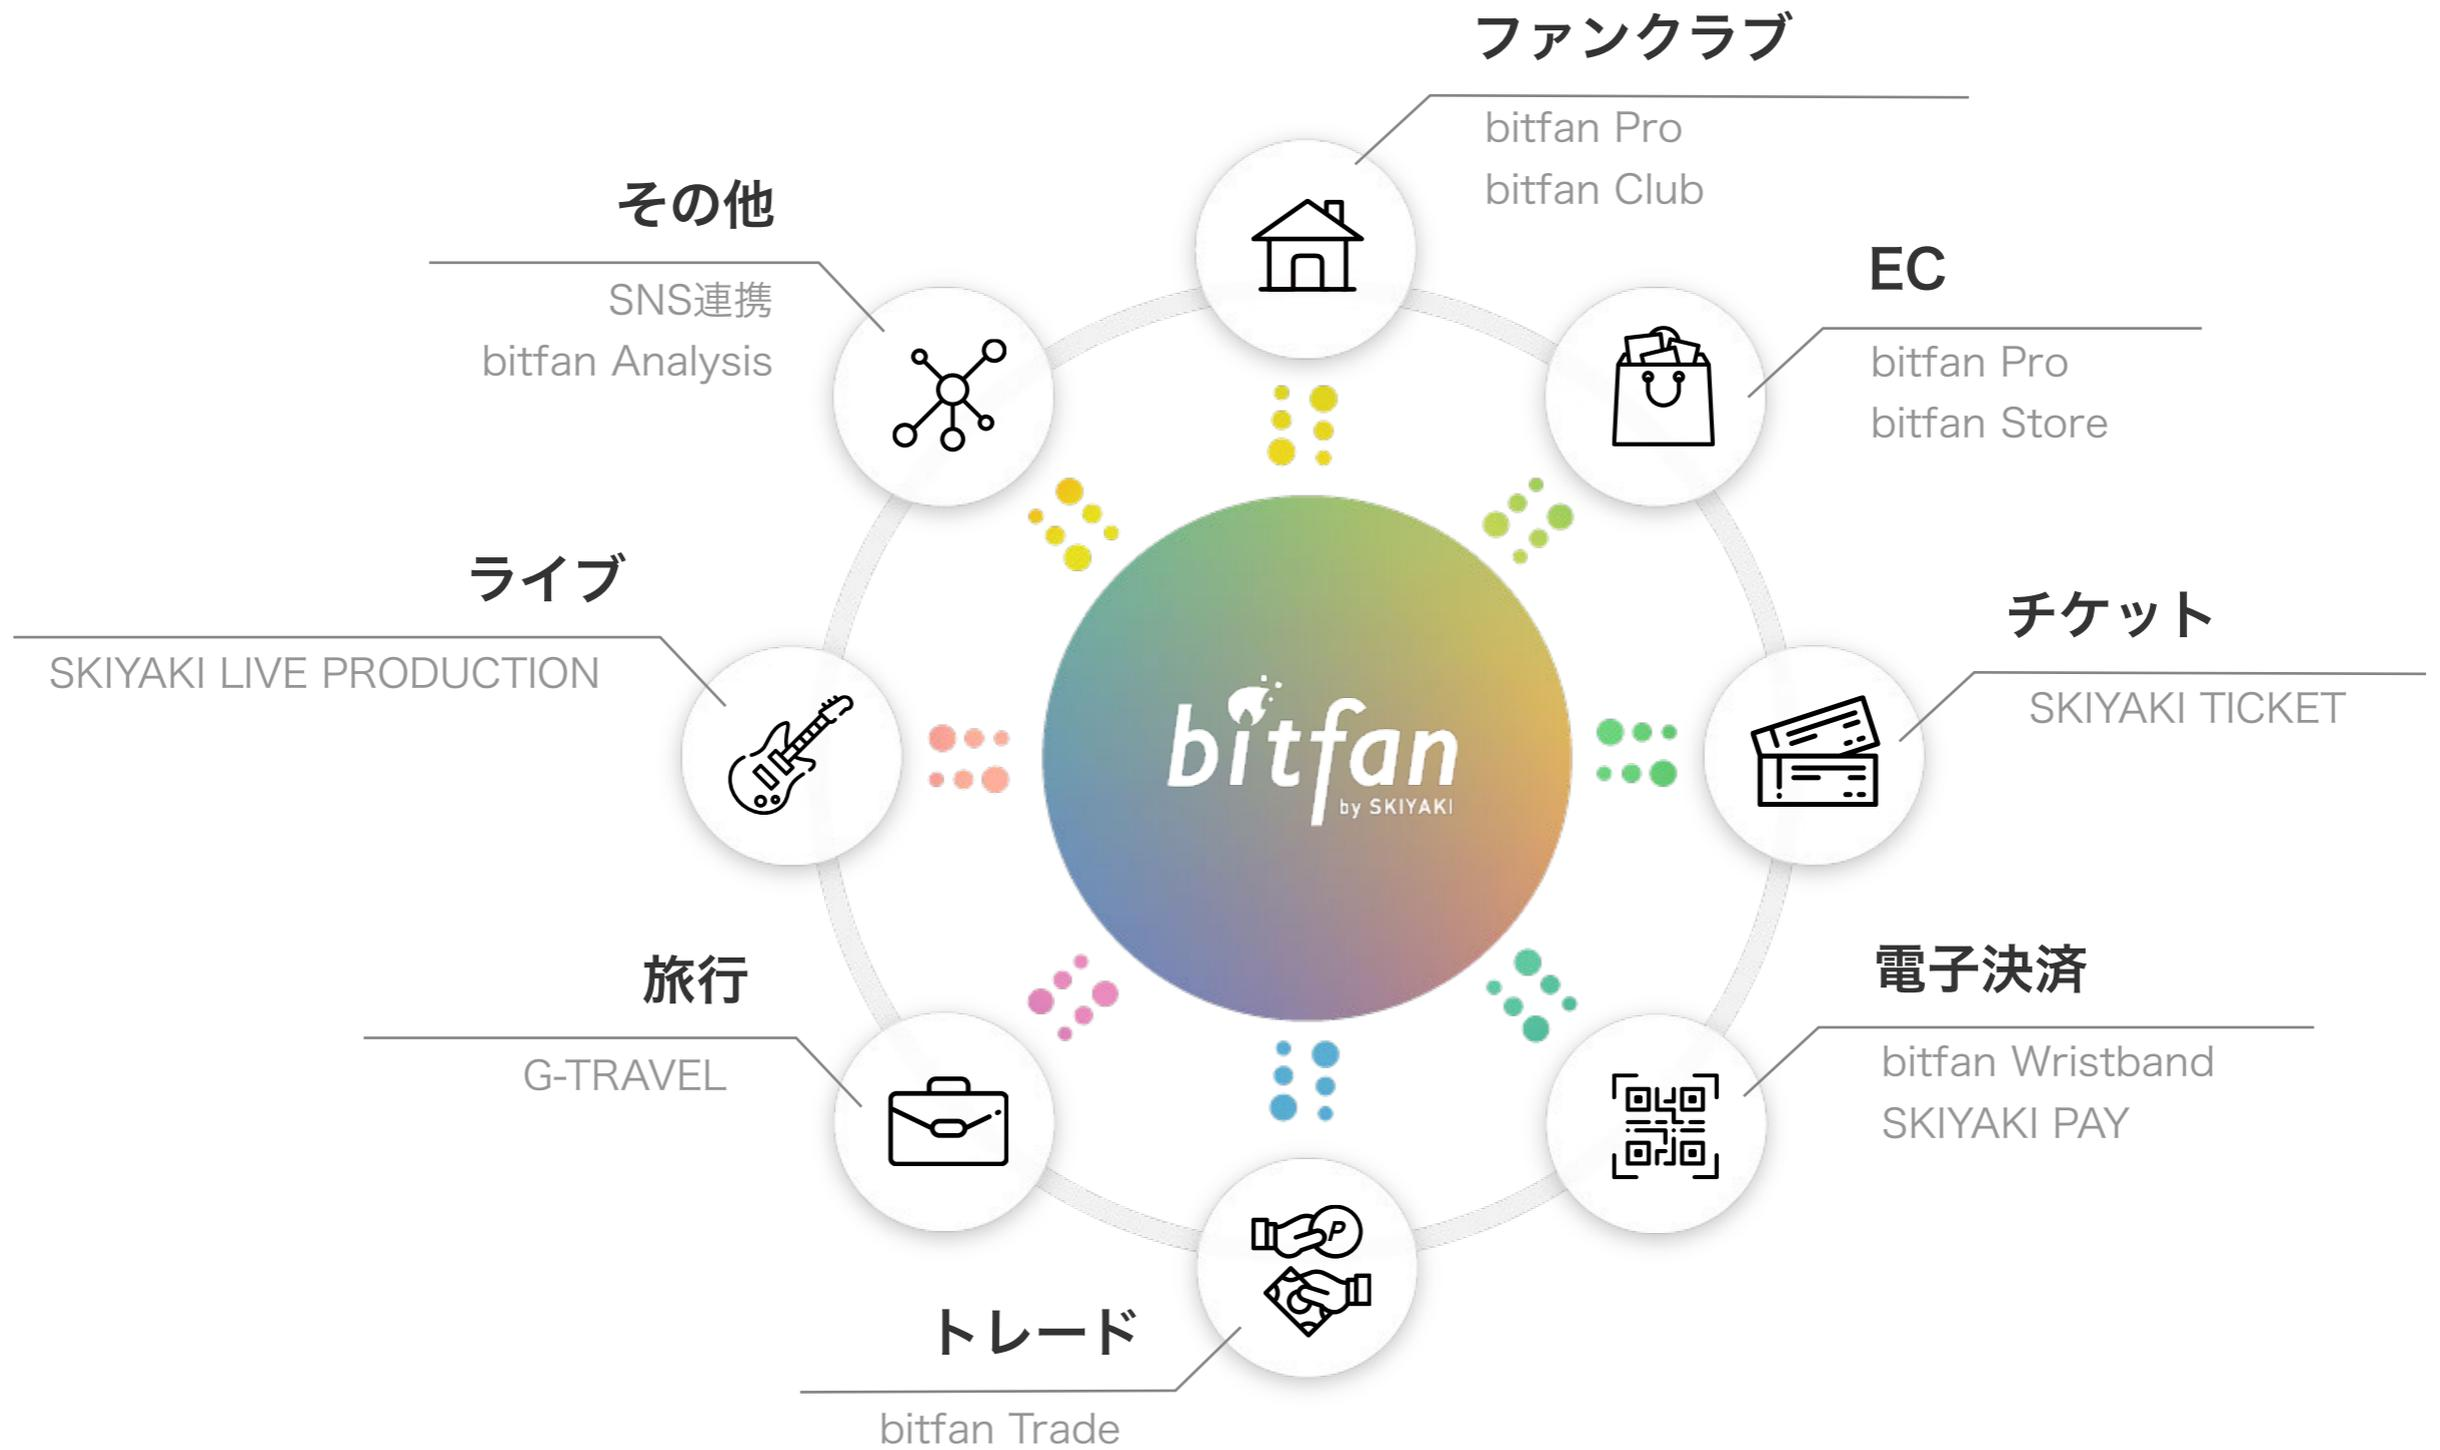 ファンクラブ
bitfan Pro
bitfan Club
EC
bitfan Pro
bitfan Store
チケット
SKIYAKI TICKET
電子決済
bitfan Wristband
SKIYAKI PAY
トレード
bitfan Trade
旅行
G-TRAVEL
ライブ
SKIYAKI LIVE PRODUCTION
その他
SNS連携
bitfan Analysis
bitfan
by SKIYAKI
P